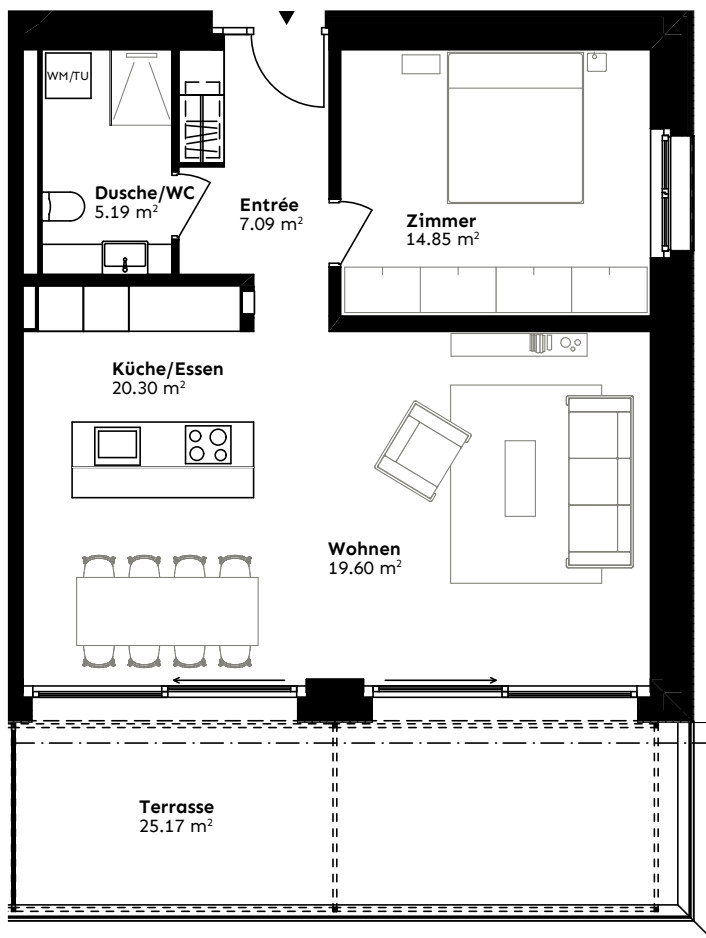 WM/TU
Dusche/WC
5.19 m²
Entrée
7.09 m²
Zimmer
14.85 m²
Küche/Essen
20.30 m²
Wohnen
19.60 m²
Terrasse
25.17 m²